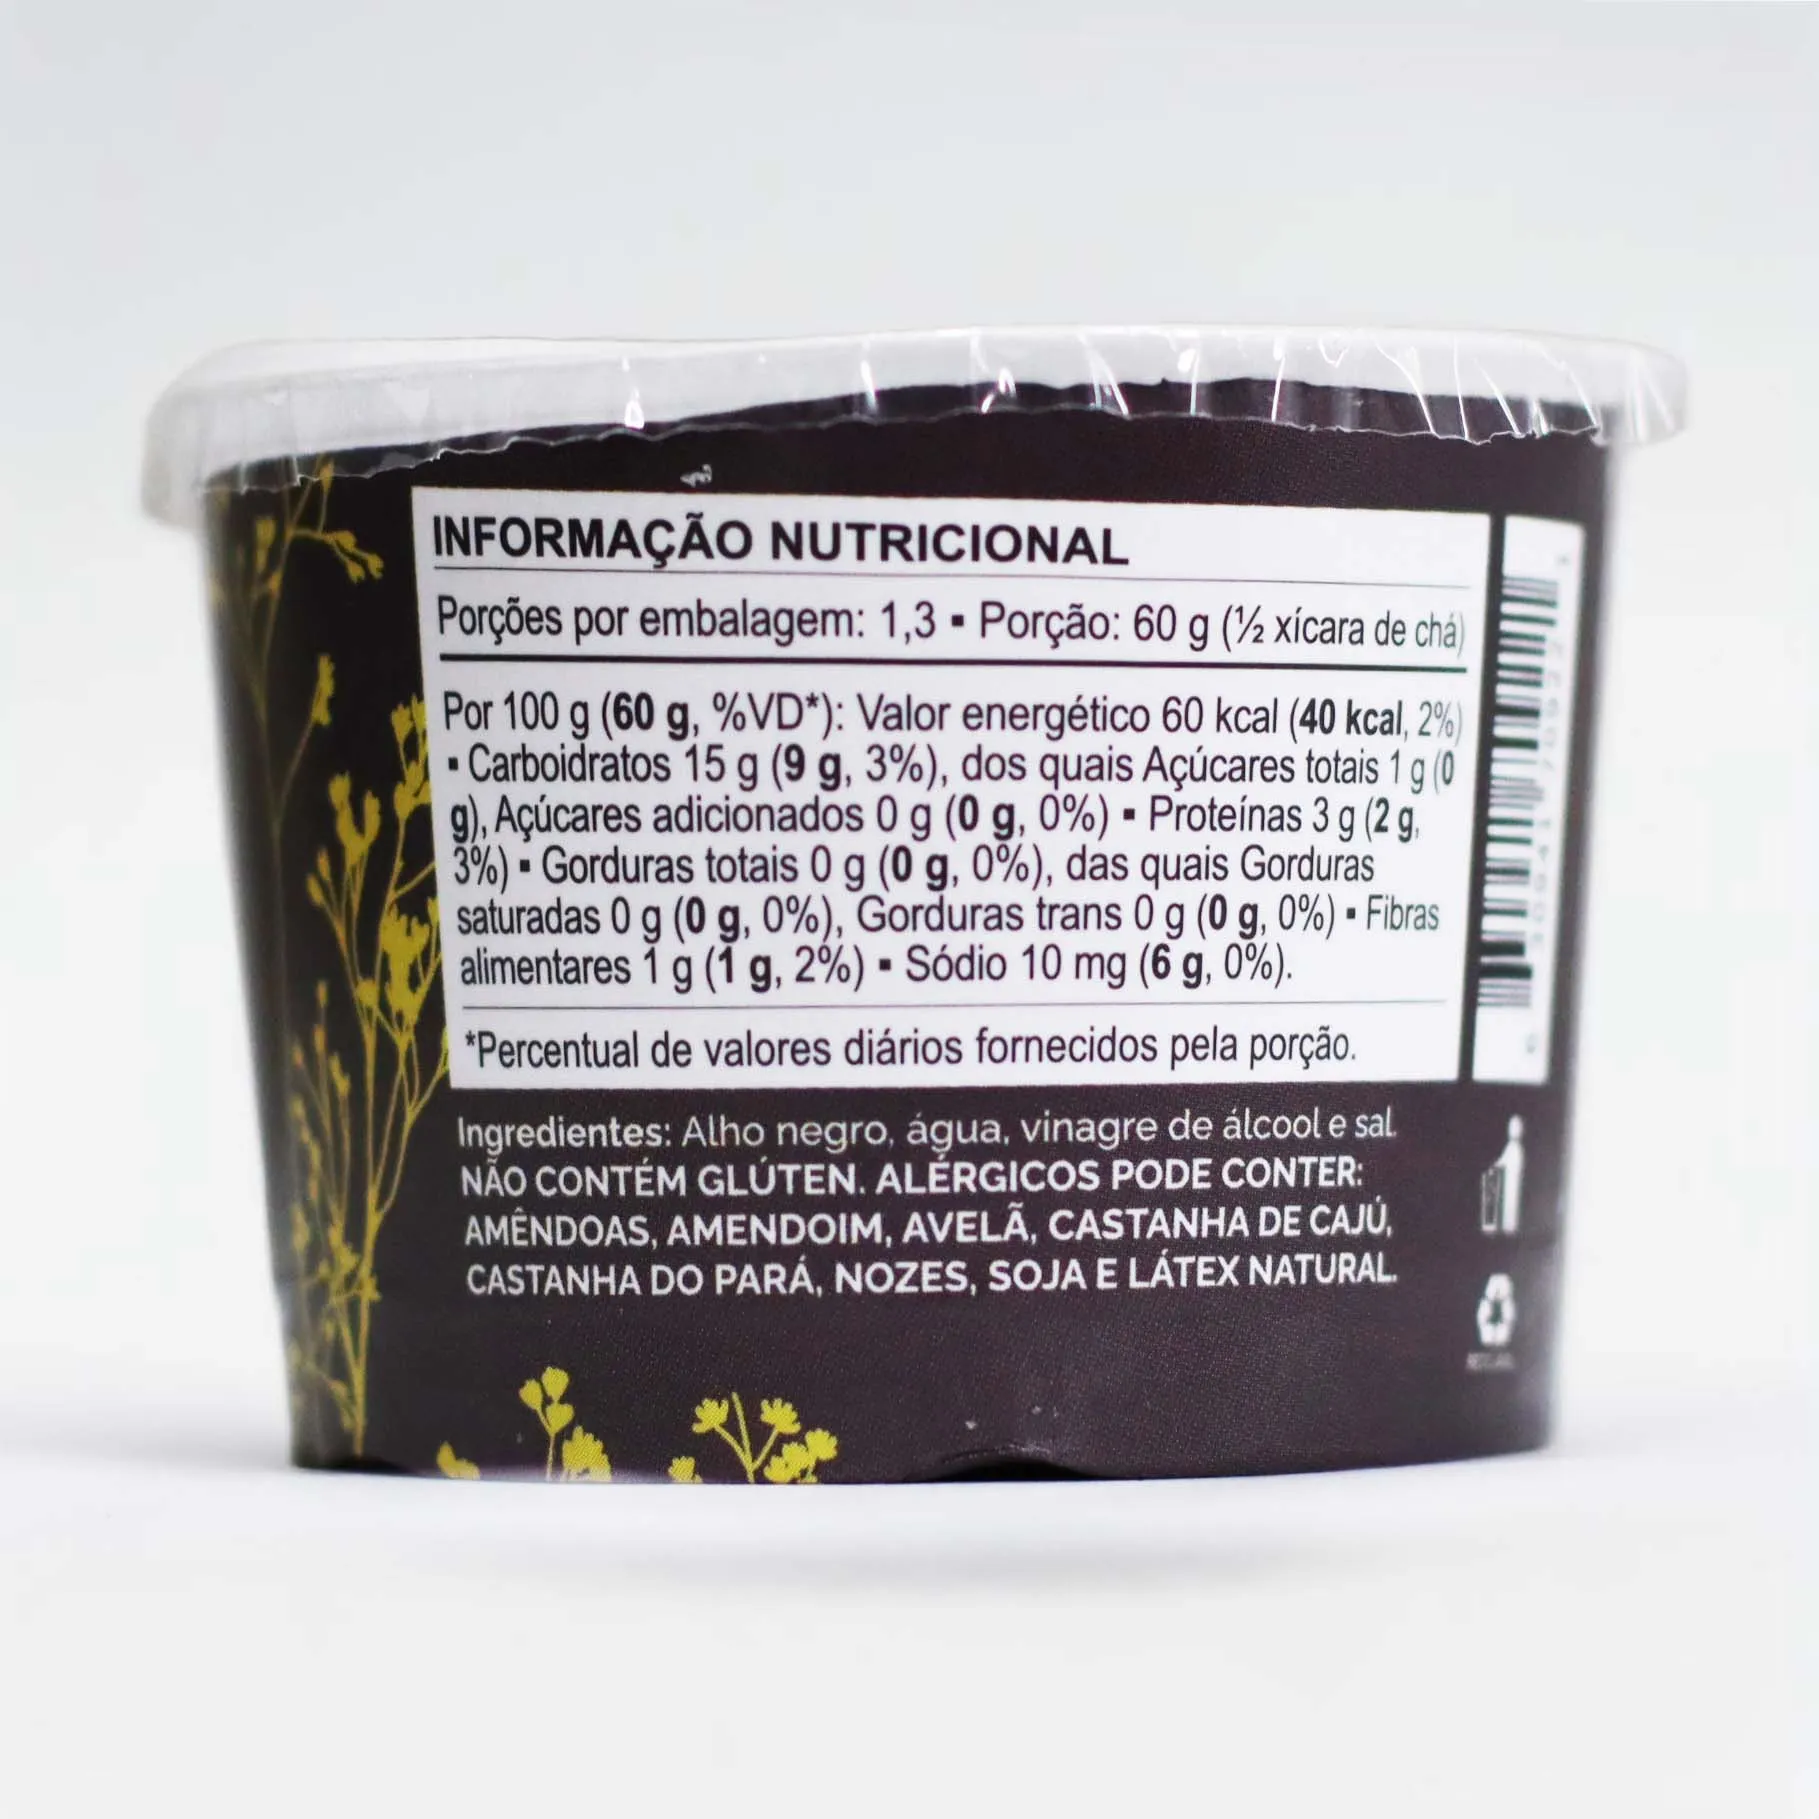 INFORMAÇÃO NUTRICIONAL
Porções por embalagem: 1,3 ▪ Porção: 60 g (½ xícara de chá)
Por 100 g (60 g, %VD*): Valor energético 60 kcal (40 kcal, 2%)
▪ Carboidratos 15 g (9 g, 3%), dos quais Açúcares totais 1 g (0
g), Açúcares adicionados 0 g (0 g, 0%) ▪ Proteínas 3 g (2 g,
3%) ▪ Gorduras totais 0 g (0 g, 0%), das quais Gorduras
saturadas 0 g (0 g, 0%), Gorduras trans 0 g (0 g, 0%) ▪ Fibras
alimentares 1 g (1 g, 2%) ▪ Sódio 10 mg (6 g, 0%).
*Percentual de valores diários fornecidos pela porção.
Ingredientes: Alho negro, água, vinagre de álcool e sal.
NÃO CONTÉM GLÚTEN. ALÉRGICOS PODE CONTER:
AMÊNDOAS, AMENDOIM, AVELÃ, CASTANHA DE CAJÚ,
CASTANHA DO PARÁ, NOZES, SOJA E LÁTEX NATURAL.